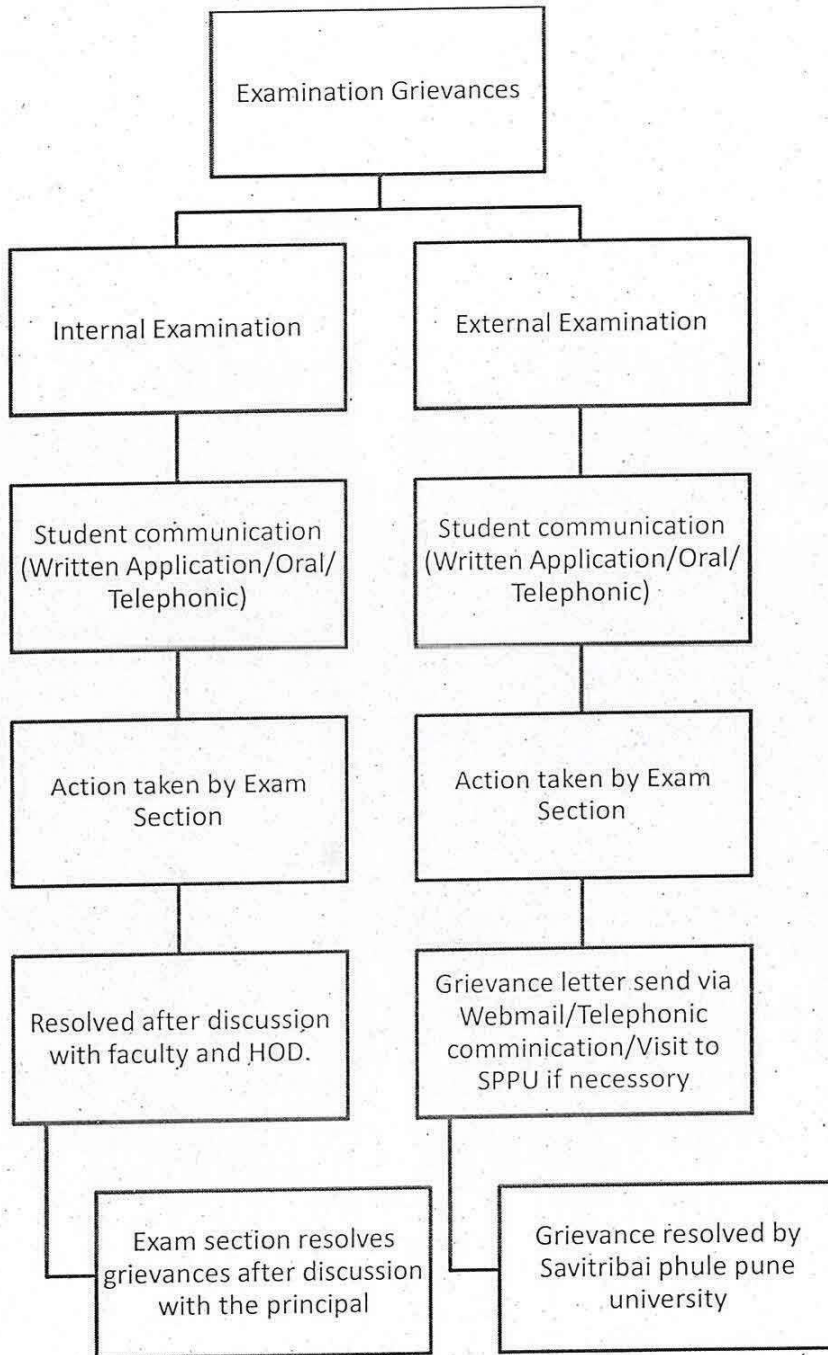 Examination Grievances
Internal Examination
External Examination
Student communication
(Written Application/Oral/
Telephonic)
Student communication
(Written Application/Oral/
Telephonic)
Action taken by Exam
Section
Action taken by Exam
Section
Resolved after discussion
with faculty and HOD.
Grievance letter send via
Webmail/Telephonic
comminication/Visit to
SPPU if necessory
Exam section resolves
grievances after discussion
with the principal
Grievance resolved by
Savitribai phule pune
university